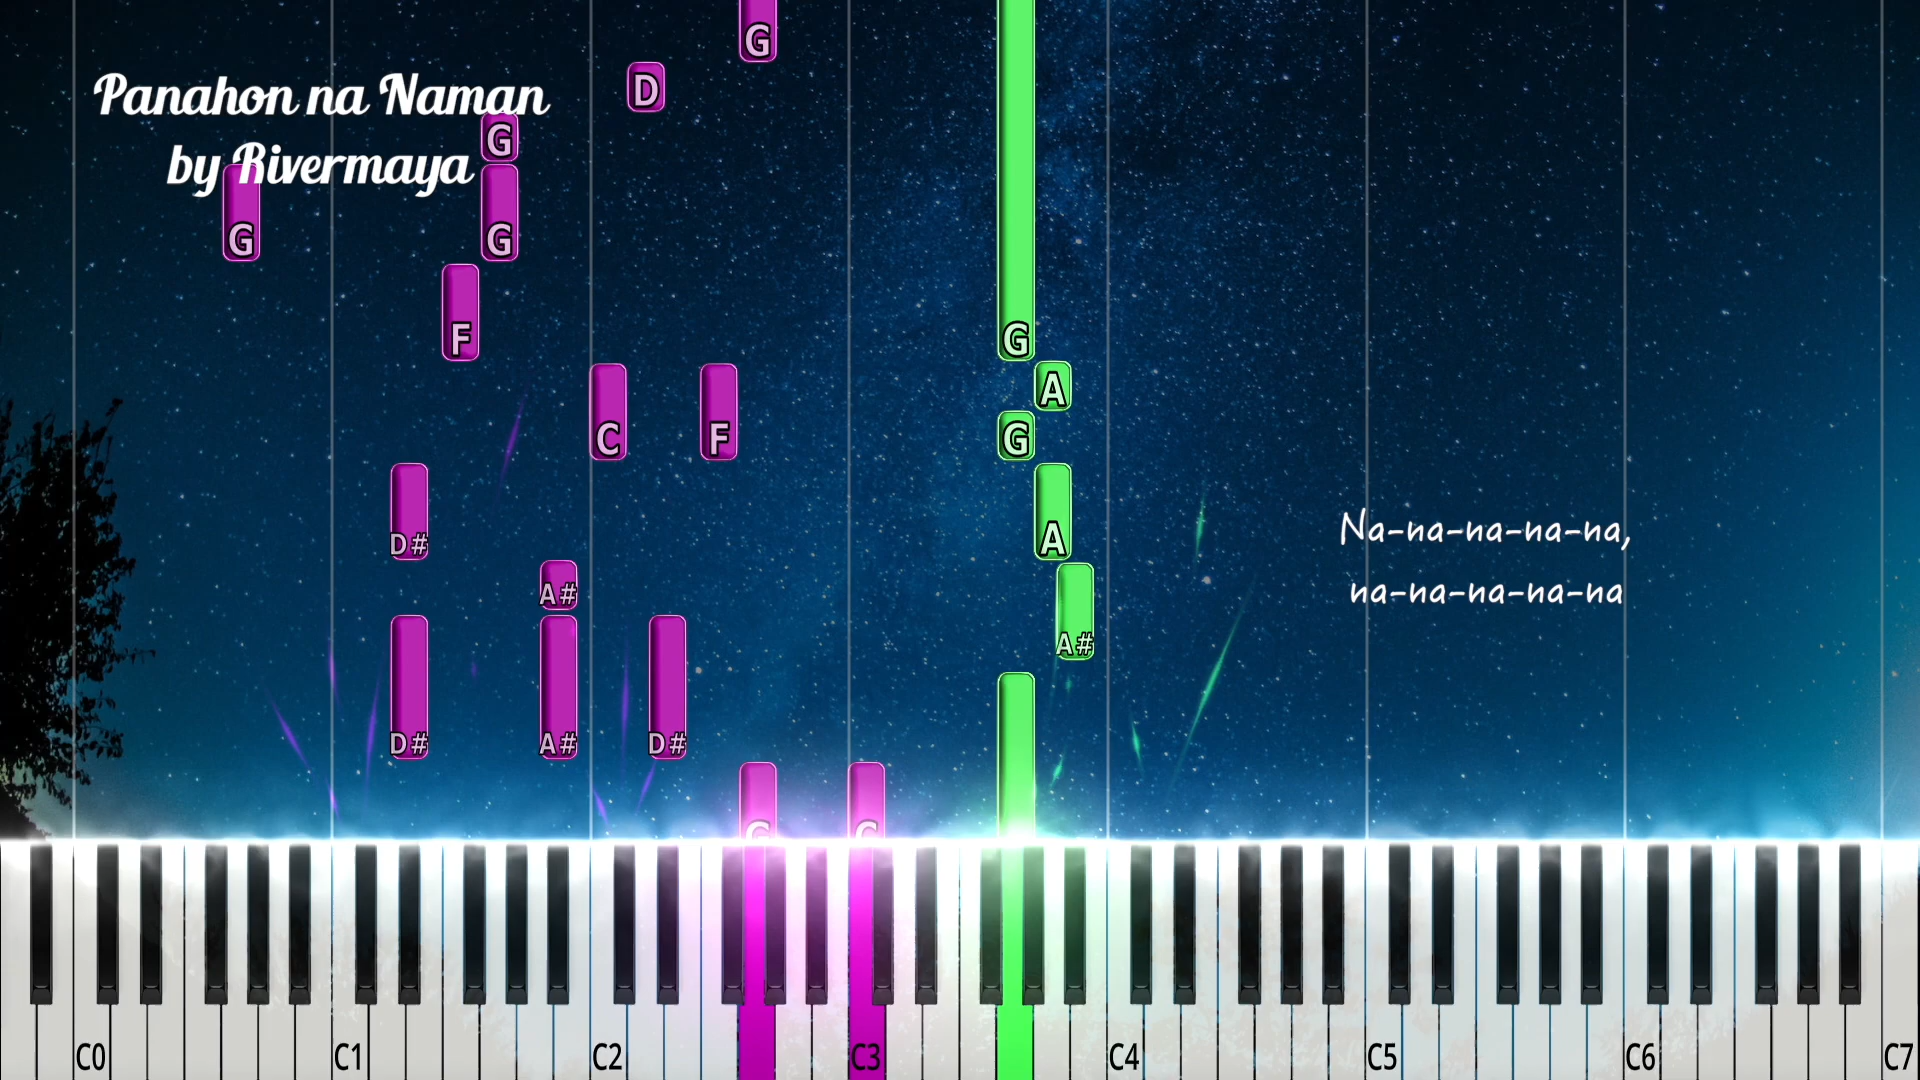 G
D
Panahon na Naman
G
by Rivermaya
G G
F G
A
C F G
D# A
A#
A#
D# A# D#
Na-na-na-na-na,
na-na-na-na-na
G C
C0 C1 C2 C3 C4 C5 C6 C7